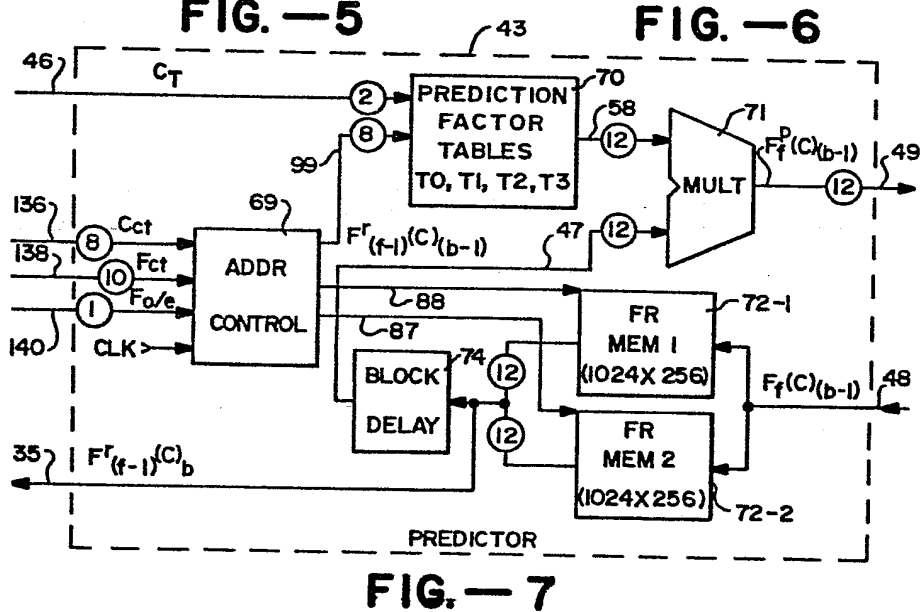 FIG. — 5
FIG. — 6
43
46
C_T
2
70
PREDICTION
FACTOR
TABLES
T0, T1, T2, T3
58
12
71
MULT
F^P_f(C)_(b-1)
12
49
8
99
136
8
Cct
69
138
10
Fct
140
1
Fo/e
CLK
ADDR
CONTROL
F^r_(f-1)(C)_(b-1)
47
12
88
87
74
BLOCK
DELAY
12
12
72-1
FR
MEM 1
(1024X256)
FR
MEM 2
(1024X256)
72-2
F_f(C)_(b-1)
48
35
F^r_(f-1)(C)_b
PREDICTOR
FIG. — 7